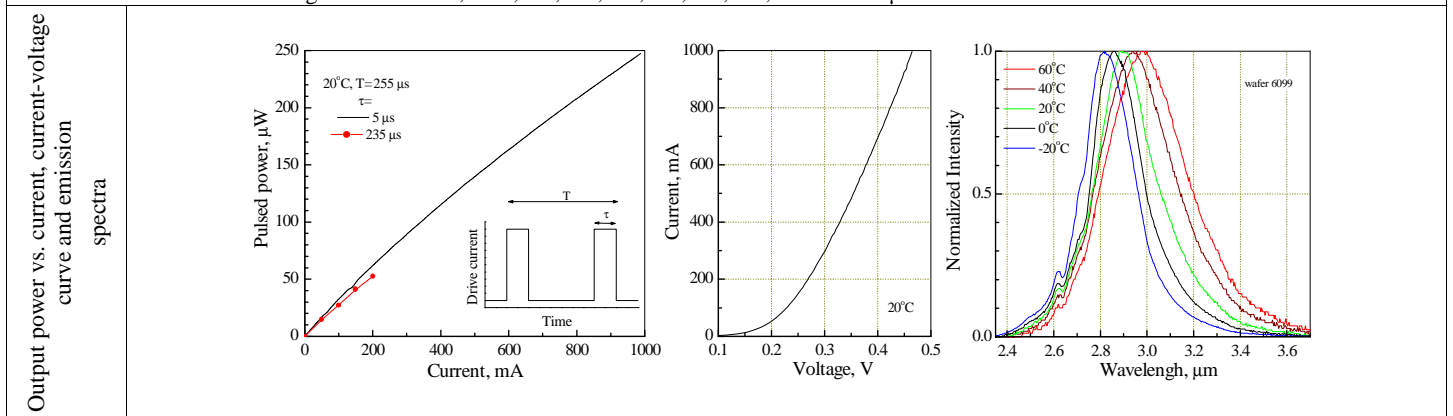 Output power vs. current, current-voltage
curve and emission
spectra
250
200
150
100
50
0
Pulsed power, µW
20°C, T=255 µs
τ=
5 µs
235 µs
T
τ
Drive current
Time
0 200 400 600 800 1000
Current, mA
1000
800
600
400
200
0
Current, mA
20°C
0.1 0.2 0.3 0.4 0.5
Voltage, V
1.0
0.5
0.0
Normalized Intensity
60°C
40°C
20°C
0°C
-20°C
wafer 6099
2.4 2.6 2.8 3.0 3.2 3.4 3.6
Wavelengh, µm